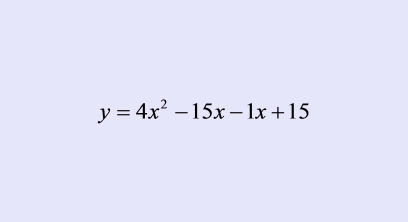 y = 4x² – 15x – 1x + 15